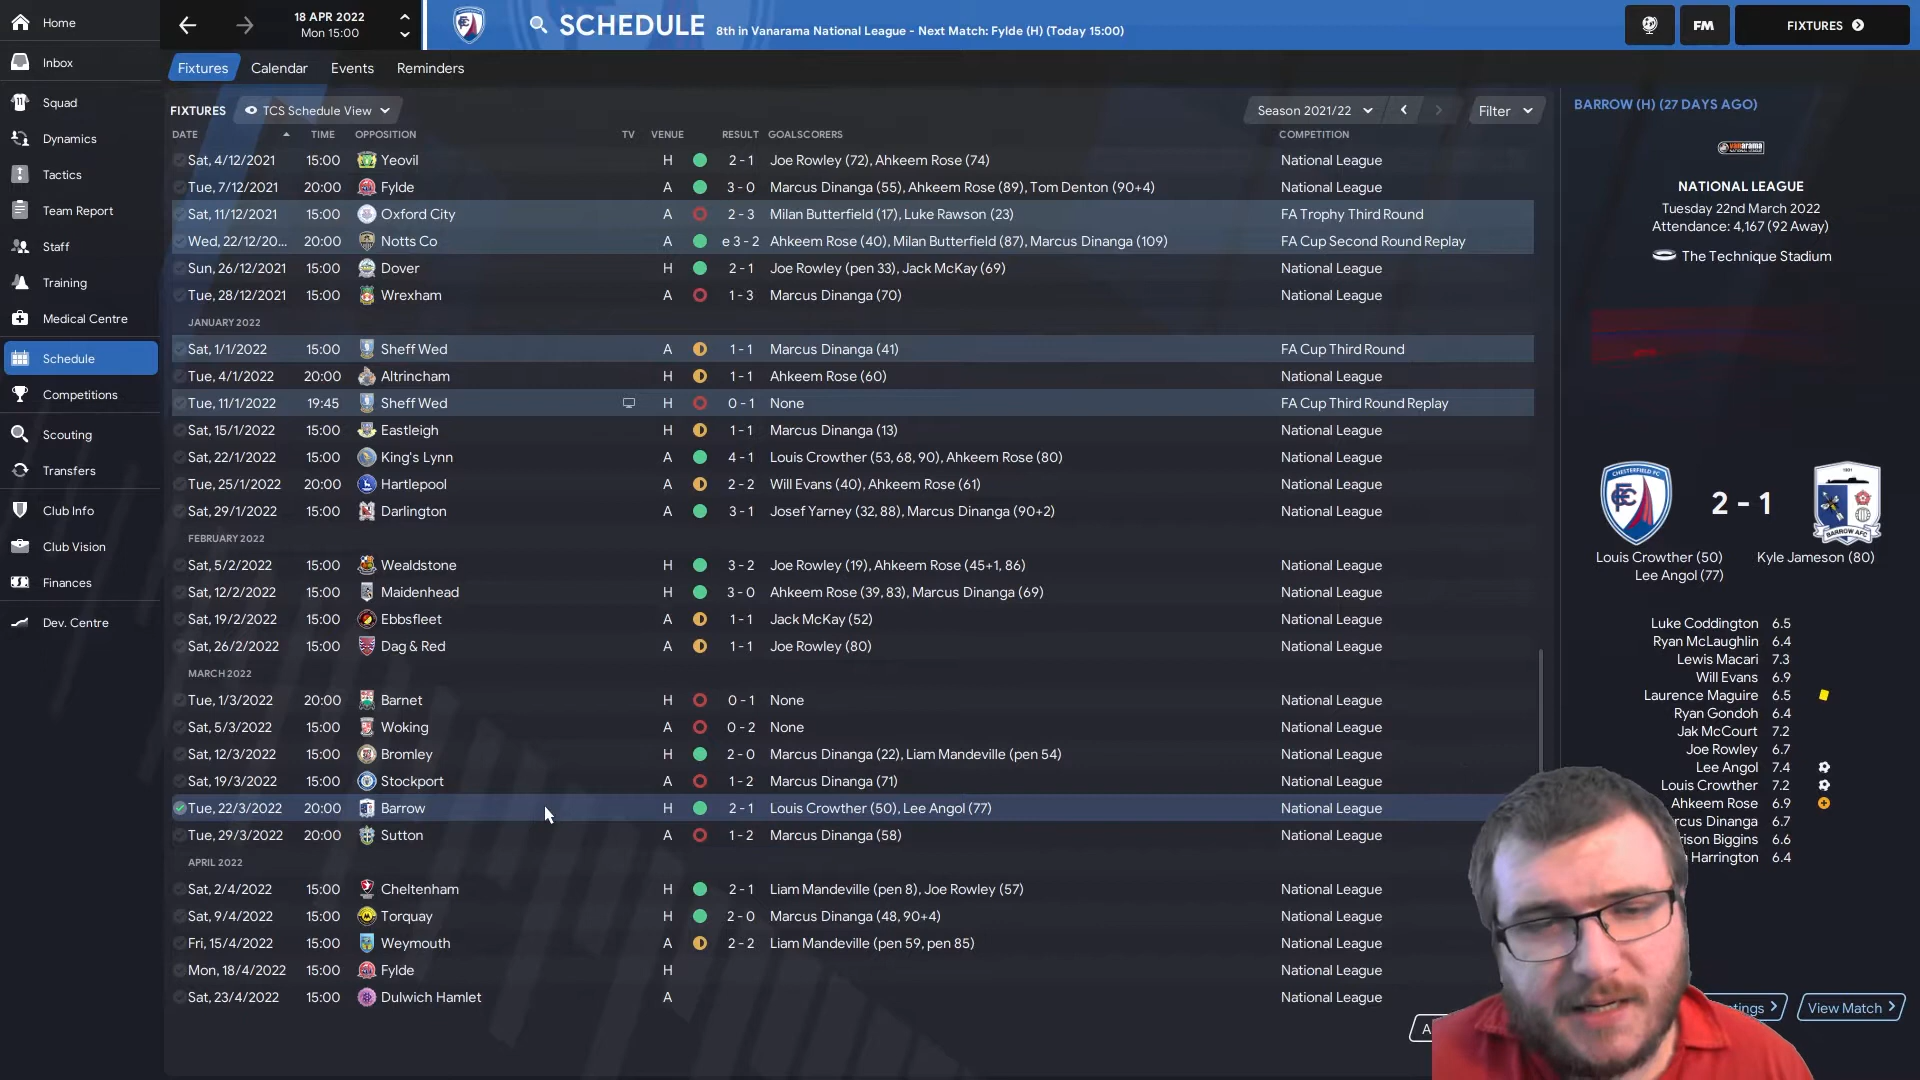 Home
Inbox
Squad
Dynamics
Tactics
Team Report
Staff
Training
Medical Centre
Schedule
Competitions
Scouting
Transfers
Club Info
Club Vision
Finances
Dev. Centre
18 APR 2022
Mon 15:00
SCHEDULE 8th in Vanarama National League - Next Match: Fylde (H) (Today 15:00)
FM
FIXTURES
Fixtures Calendar Events Reminders
FIXTURES TCS Schedule View Season 2021/22 Filter
DATE TIME OPPOSITION TV VENUE RESULT GOALSCORERS COMPETITION
Sat, 4/12/2021 15:00 Yeovil H 2 - 1 Joe Rowley (72), Ahkeem Rose (74) National League
Tue, 7/12/2021 20:00 Fylde A 3 - 0 Marcus Dinanga (55), Ahkeem Rose (89), Tom Denton (90+4) National League
Sat, 11/12/2021 15:00 Oxford City A 2 - 3 Milan Butterfield (17), Luke Rawson (23) FA Trophy Third Round
Wed, 22/12/20... 20:00 Notts Co A e 3 - 2 Ahkeem Rose (40), Milan Butterfield (87), Marcus Dinanga (109) FA Cup Second Round Replay
Sun, 26/12/2021 15:00 Dover H 2 - 1 Joe Rowley (pen 33), Jack McKay (69) National League
Tue, 28/12/2021 15:00 Wrexham A 1 - 3 Marcus Dinanga (70) National League
JANUARY 2022
Sat, 1/1/2022 15:00 Sheff Wed A 1 - 1 Marcus Dinanga (41) FA Cup Third Round
Tue, 4/1/2022 20:00 Altrincham H 1 - 1 Ahkeem Rose (60) National League
Tue, 11/1/2022 19:45 Sheff Wed H 0 - 1 None FA Cup Third Round Replay
Sat, 15/1/2022 15:00 Eastleigh H 1 - 1 Marcus Dinanga (13) National League
Sat, 22/1/2022 15:00 King's Lynn A 4 - 1 Louis Crowther (53, 68, 90), Ahkeem Rose (80) National League
Tue, 25/1/2022 20:00 Hartlepool A 2 - 2 Will Evans (40), Ahkeem Rose (61) National League
Sat, 29/1/2022 15:00 Darlington A 3 - 1 Josef Yarney (32, 88), Marcus Dinanga (90+2) National League
FEBRUARY 2022
Sat, 5/2/2022 15:00 Wealdstone H 3 - 2 Joe Rowley (19), Ahkeem Rose (45+1, 86) National League
Sat, 12/2/2022 15:00 Maidenhead H 3 - 0 Ahkeem Rose (39, 83), Marcus Dinanga (69) National League
Sat, 19/2/2022 15:00 Ebbsfleet A 1 - 1 Jack McKay (52) National League
Sat, 26/2/2022 15:00 Dag & Red A 1 - 1 Joe Rowley (80) National League
MARCH 2022
Tue, 1/3/2022 20:00 Barnet H 0 - 1 None National League
Sat, 5/3/2022 15:00 Woking A 0 - 2 None National League
Sat, 12/3/2022 15:00 Bromley H 2 - 0 Marcus Dinanga (22), Liam Mandeville (pen 54) National League
Sat, 19/3/2022 15:00 Stockport A 1 - 2 Marcus Dinanga (71) National League
Tue, 22/3/2022 20:00 Barrow H 2 - 1 Louis Crowther (50), Lee Angol (77) National League
Tue, 29/3/2022 20:00 Sutton A 1 - 2 Marcus Dinanga (58) National League
APRIL 2022
Sat, 2/4/2022 15:00 Cheltenham H 2 - 1 Liam Mandeville (pen 8), Joe Rowley (57) National League
Sat, 9/4/2022 15:00 Torquay H 2 - 0 Marcus Dinanga (48, 90+4) National League
Fri, 15/4/2022 15:00 Weymouth A 2 - 2 Liam Mandeville (pen 59, pen 85) National League
Mon, 18/4/2022 15:00 Fylde H National League
Sat, 23/4/2022 15:00 Dulwich Hamlet A National League
A
BARROW (H) (27 DAYS AGO)
NATIONAL LEAGUE
Tuesday 22nd March 2022
Attendance: 4,167 (92 Away)
The Technique Stadium
CHESTERFIELD FC
2 - 1
BARROW AFC
Louis Crowther (50) Kyle Jameson (80)
Lee Angol (77)
Luke Coddington 6.5
Ryan McLaughlin 6.4
Lewis Macari 7.3
Will Evans 6.9
Laurence Maguire 6.5
Ryan Gondoh 6.4
Jak McCourt 7.2
Joe Rowley 6.7
Lee Angol 7.4
Louis Crowther 7.2
Ahkeem Rose 6.9
rcus Dinanga 6.7
rison Biggins 6.6
Harrington 6.4
tings View Match